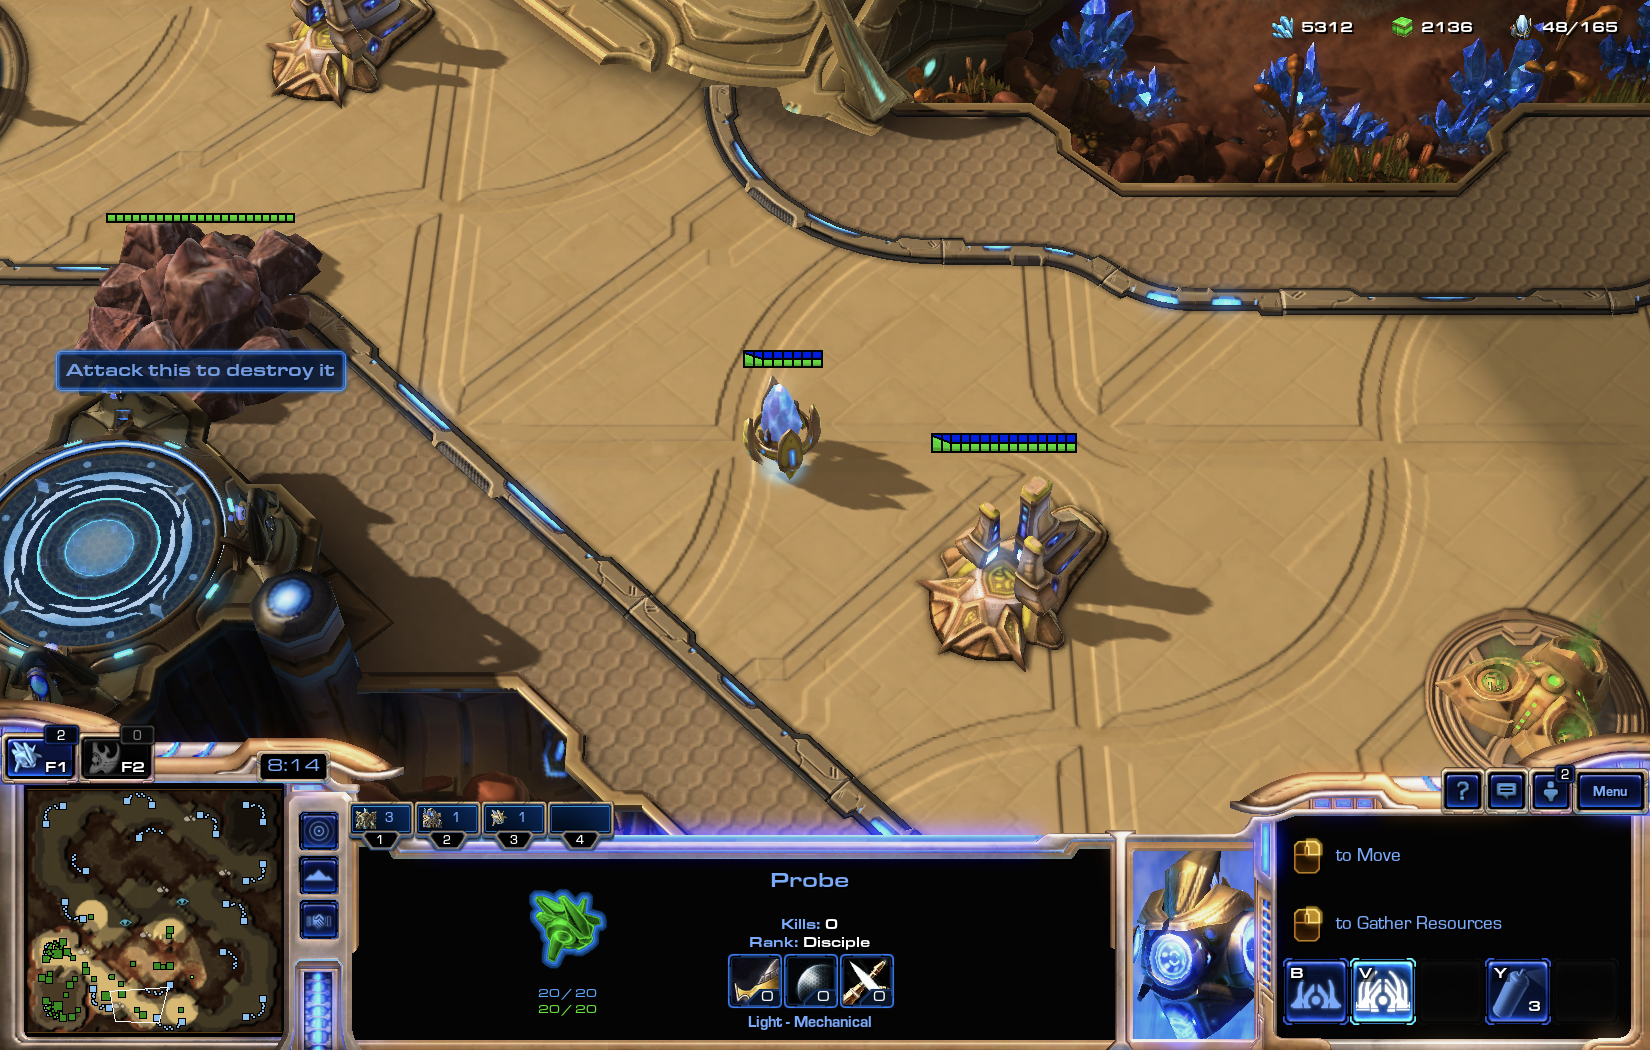 5312 2136 48/165
Attack this to destroy it
2 0
F1 F2
8:14
2
? Menu
3 1 1
1 2 3 4
Probe
Kills: 0
Rank: Disciple
0 0 0
20/20
20/20
Light - Mechanical
to Move
to Gather Resources
B V Y
3